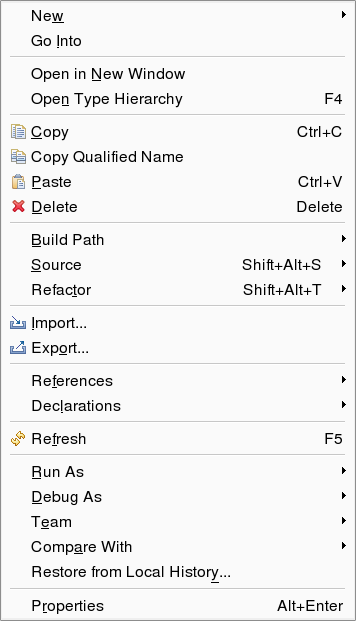 New
Go Into
Open in New Window
Open Type Hierarchy F4
Copy Ctrl+C
Copy Qualified Name
Paste Ctrl+V
Delete Delete
Build Path
Source Shift+Alt+S
Refactor Shift+Alt+T
Import...
Export...
References
Declarations
Refresh F5
Run As
Debug As
Team
Compare With
Restore from Local History...
Properties Alt+Enter